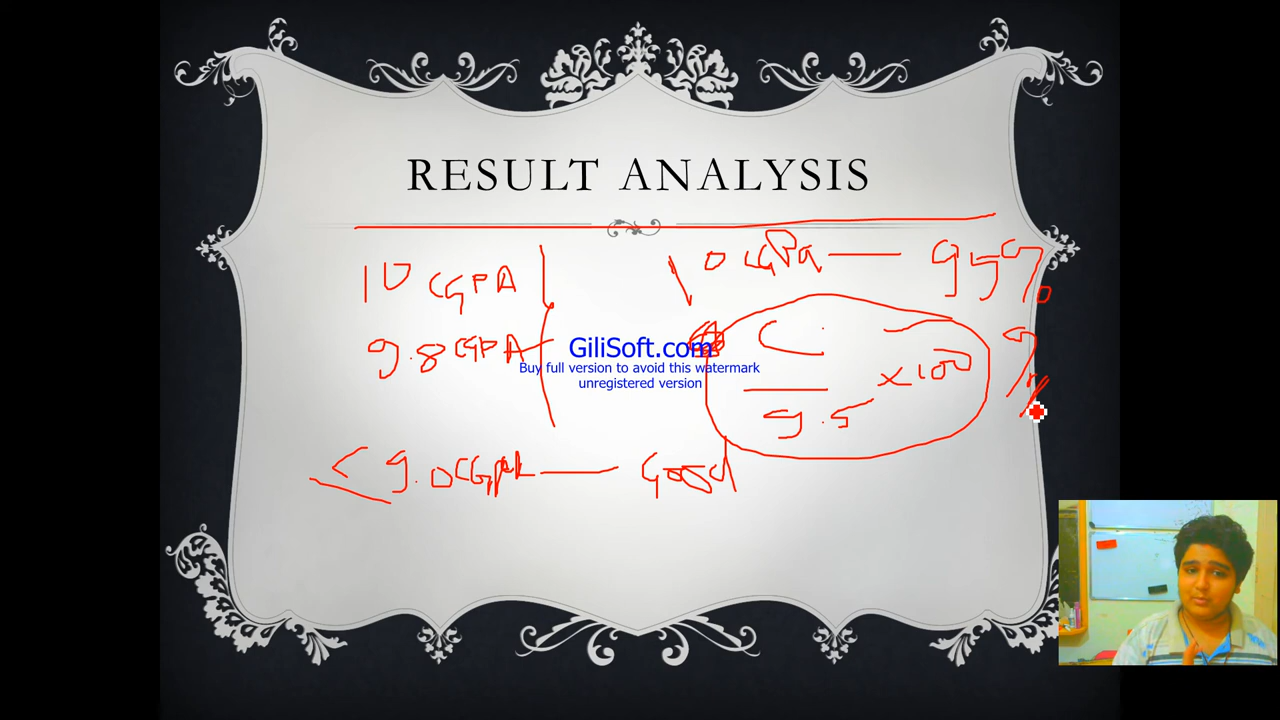 RESULT ANALYSIS
10 CGPA
10 CGPA — 95%
9.8 CGPA
GiliSoft.com
Buy full version to avoid this watermark
unregistered version
C
9.5 ×100
%
< 9.0 CGPA — Good